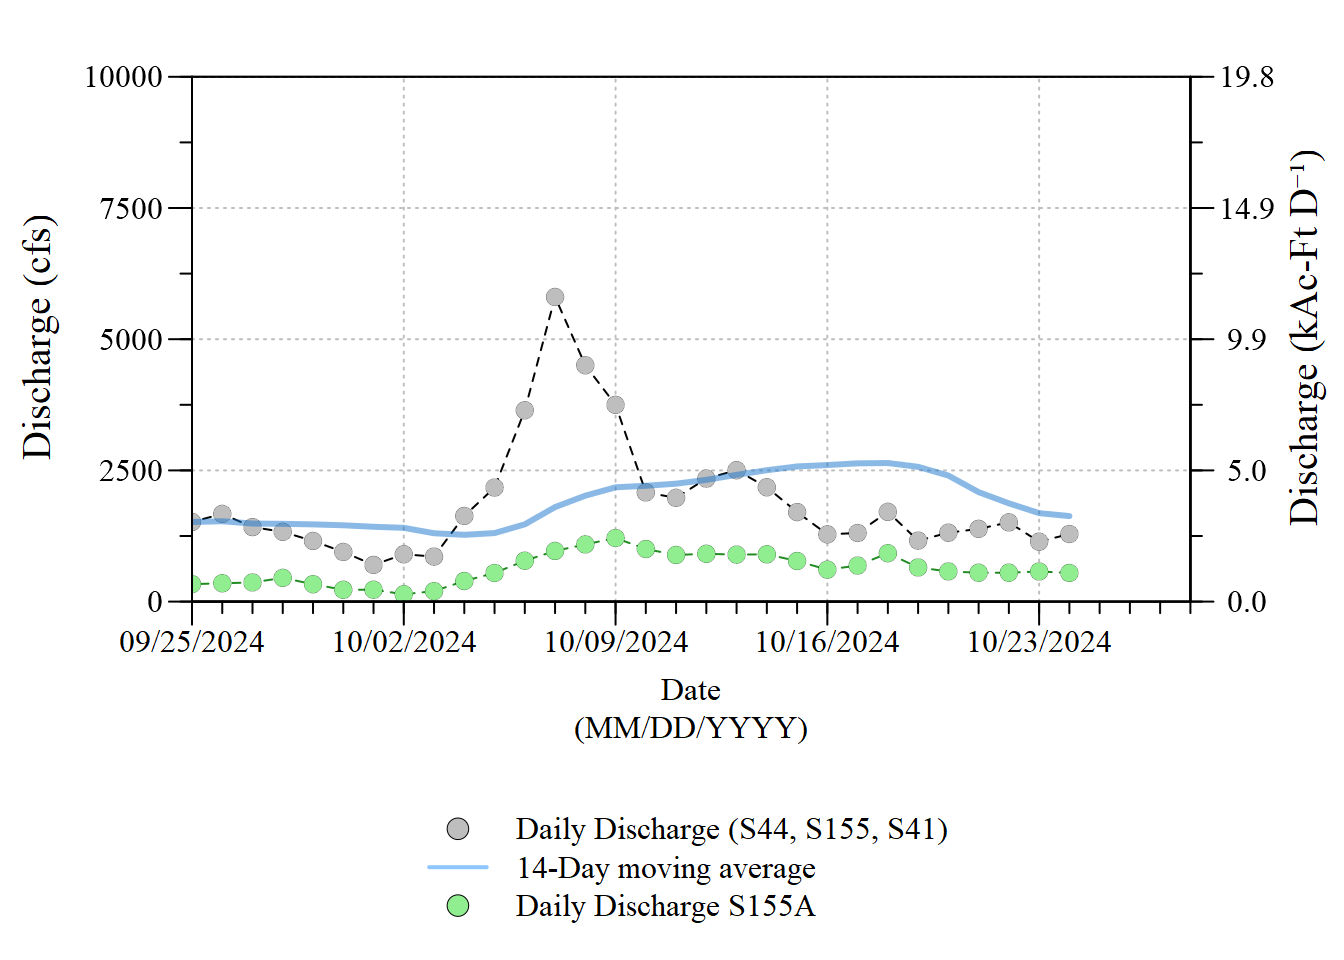 10000
7500
5000
2500
0
Discharge (cfs)
19.8
14.9
9.9
5.0
0.0
Discharge (kAc-Ft D⁻¹)
09/25/2024
10/02/2024
10/09/2024
10/16/2024
10/23/2024
Date
(MM/DD/YYYY)
Daily Discharge (S44, S155, S41)
14-Day moving average
Daily Discharge S155A